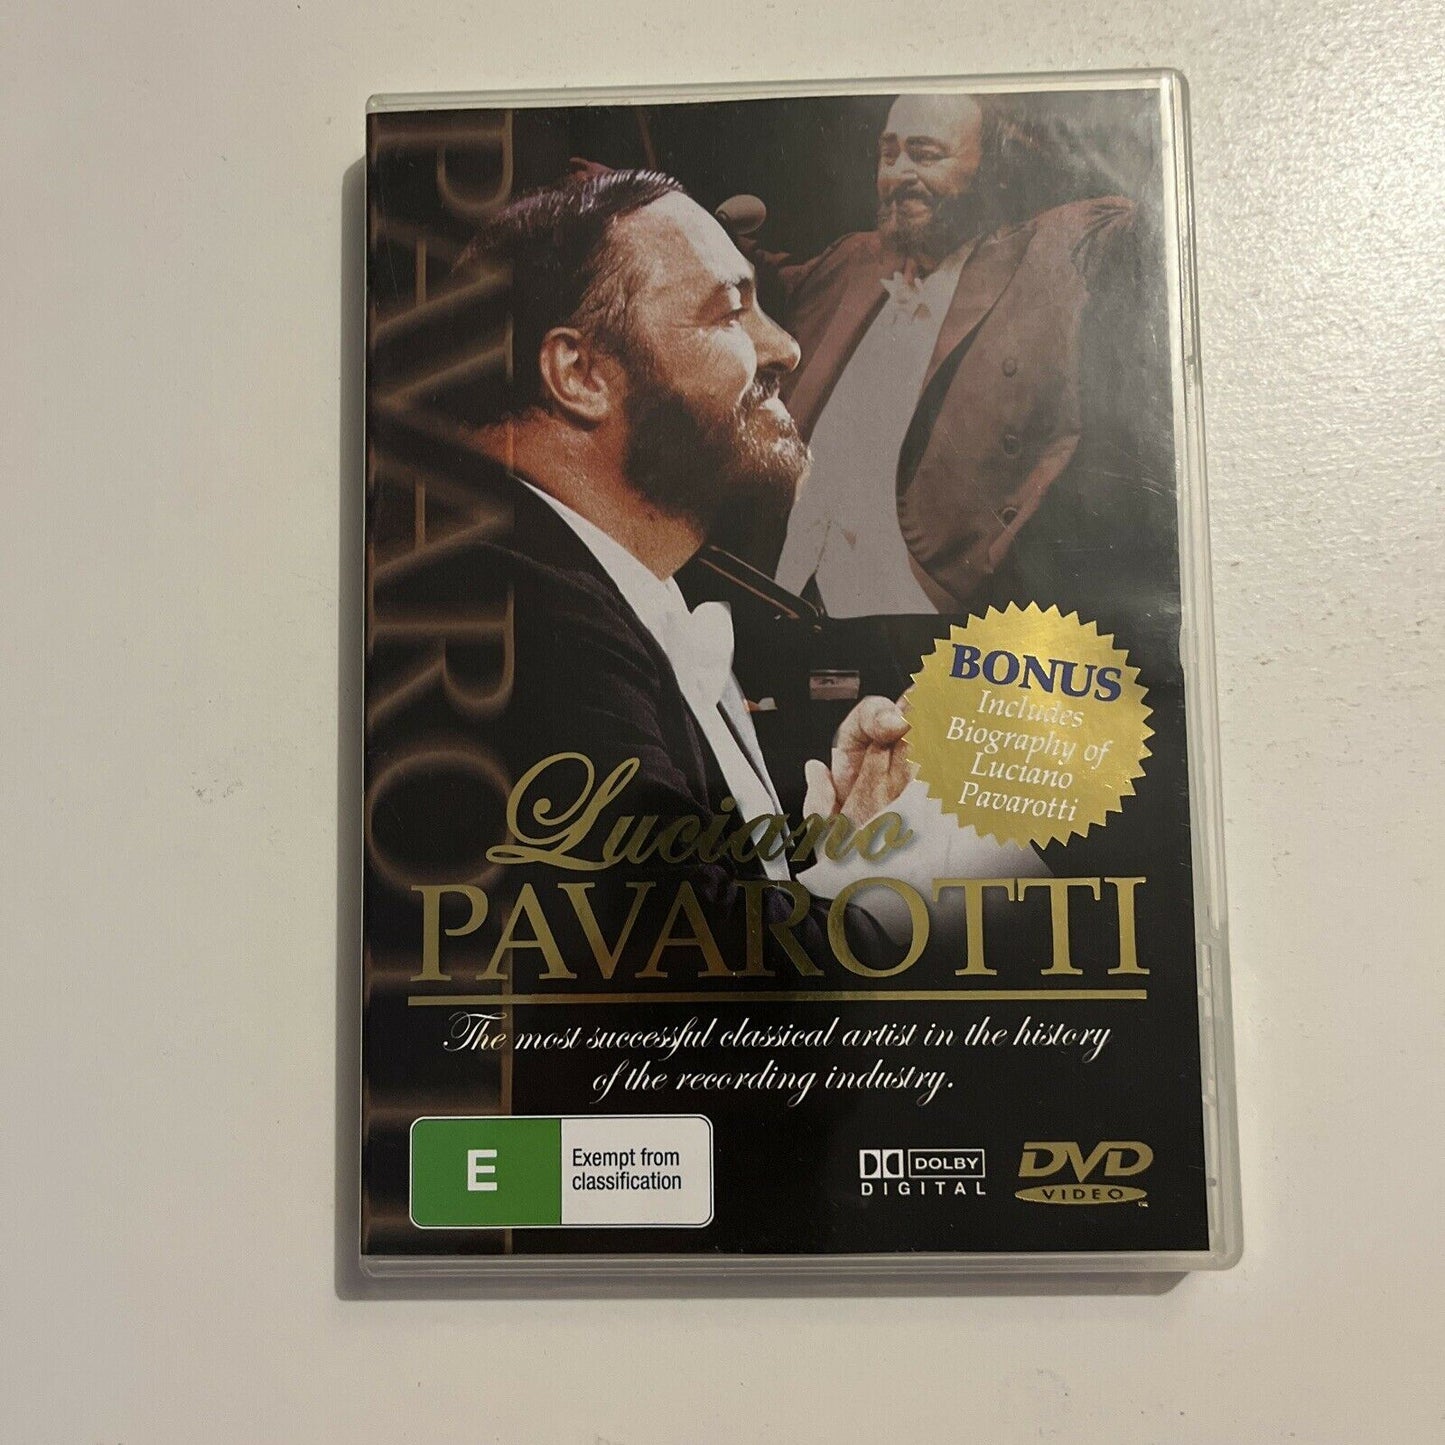 PAVAROTTI
BONUS
Includes
Biography of
Luciano
Pavarotti
Luciano
PAVAROTTI
The most successful classical artist in the history
of the recording industry.
E
Exempt from
classification
DOLBY
DIGITAL
DVD
VIDEO
TM